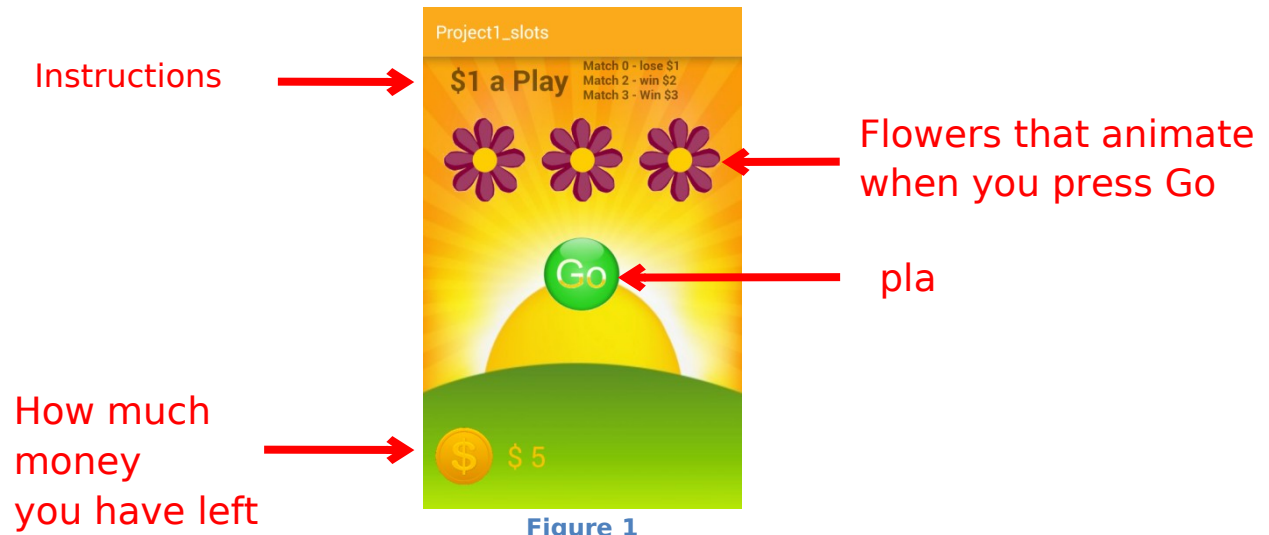 Project1_slots
Instructions
$1 a Play
Match 0 - lose $1
Match 2 - win $2
Match 3 - Win $3
Flowers that animate
when you press Go
Go
pla
How much
money
you have left
$
$ 5
Figure 1